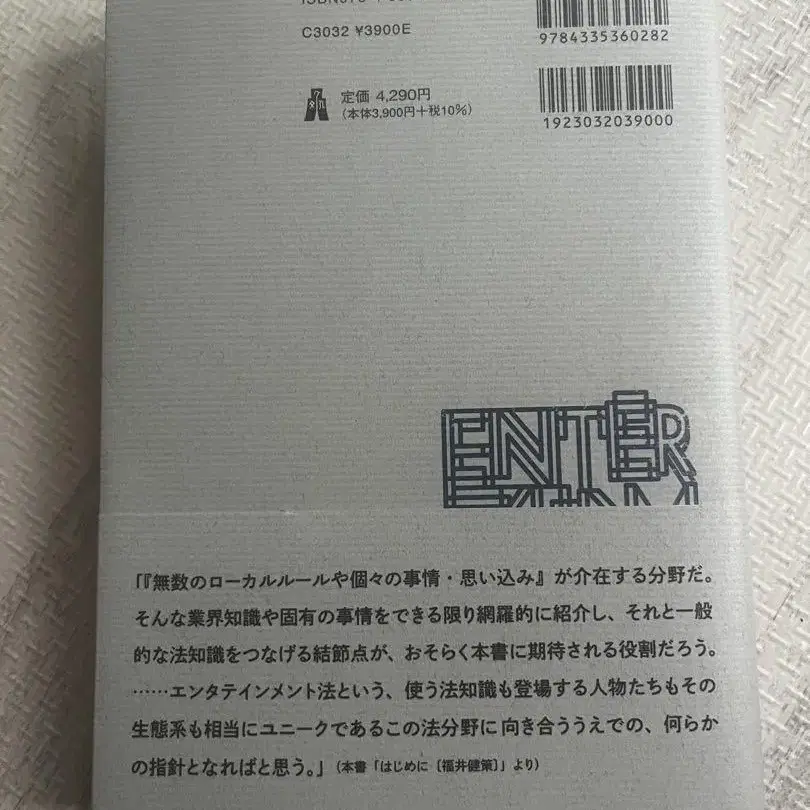 C3032 ¥3900E
9784335360282
定価 4,290円
(本体3,900円+税10%)
1923032039000
ENTER
「『無数のローカルルールや個々の事情・思い込み』が介在する分野だ。
そんな業界知識や固有の事情をできる限り網羅的に紹介し、それと一般
的な法知識をつなげる結節点が、おそらく本書に期待される役割だろう。
……エンタテインメント法という、使う法知識も登場する人物たちもその
生態系も相当にユニークであるこの法分野に向き合ううえでの、何らか
の指針となればと思う。」(本書「はじめに〔福井健策〕」より)